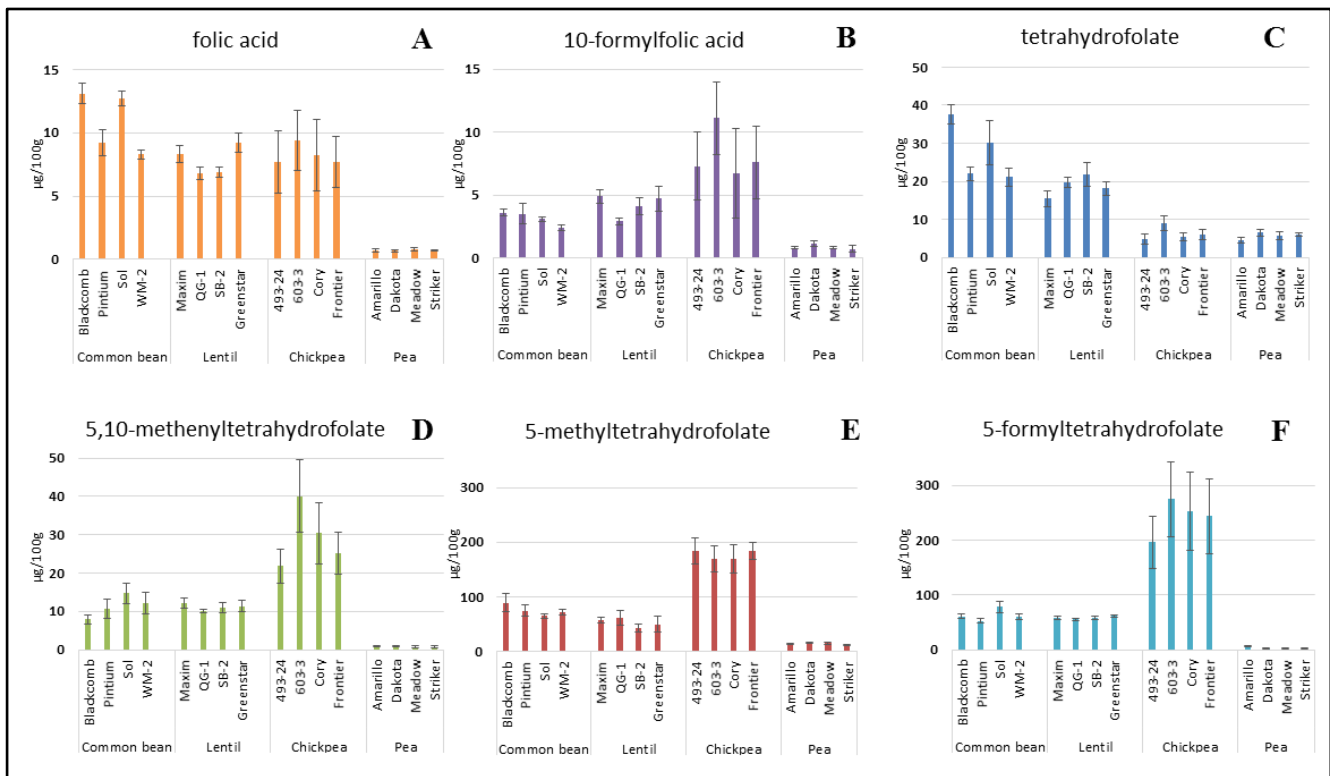 folic acid
A
15
10
5
0
µg/100g
Blackcomb
Pintium
Sol
WM-2
Maxim
QG-1
SB-2
Greenstar
493-24
603-3
Cory
Frontier
Amarillo
Dakota
Meadow
Striker
Common bean Lentil Chickpea Pea
10-formylfolic acid
B
15
10
5
0
µg/100g
Blackcomb
Pintium
Sol
WM-2
Maxim
QG-1
SB-2
Greenstar
493-24
603-3
Cory
Frontier
Amarillo
Dakota
Meadow
Striker
Common bean Lentil Chickpea Pea
tetrahydrofolate
C
50
40
30
20
10
0
µg/100g
Blackcomb
Pintium
Sol
WM-2
Maxim
QG-1
SB-2
Greenstar
493-24
603-3
Cory
Frontier
Amarillo
Dakota
Meadow
Striker
Common bean Lentil Chickpea Pea
5,10-methenyltetrahydrofolate
D
50
40
30
20
10
0
µg/100g
Blackcomb
Pintium
Sol
WM-2
Maxim
QG-1
SB-2
Greenstar
493-24
603-3
Cory
Frontier
Amarillo
Dakota
Meadow
Striker
Common bean Lentil Chickpea Pea
5-methyltetrahydrofolate
E
300
200
100
0
µg/100g
Blackcomb
Pintium
Sol
WM-2
Maxim
QG-1
SB-2
Greenstar
493-24
603-3
Cory
Frontier
Amarillo
Dakota
Meadow
Striker
Common bean Lentil Chickpea Pea
5-formyltetrahydrofolate
F
300
200
100
0
µg/100g
Blackcomb
Pintium
Sol
WM-2
Maxim
QG-1
SB-2
Greenstar
493-24
603-3
Cory
Frontier
Amarillo
Dakota
Meadow
Striker
Common bean Lentil Chickpea Pea